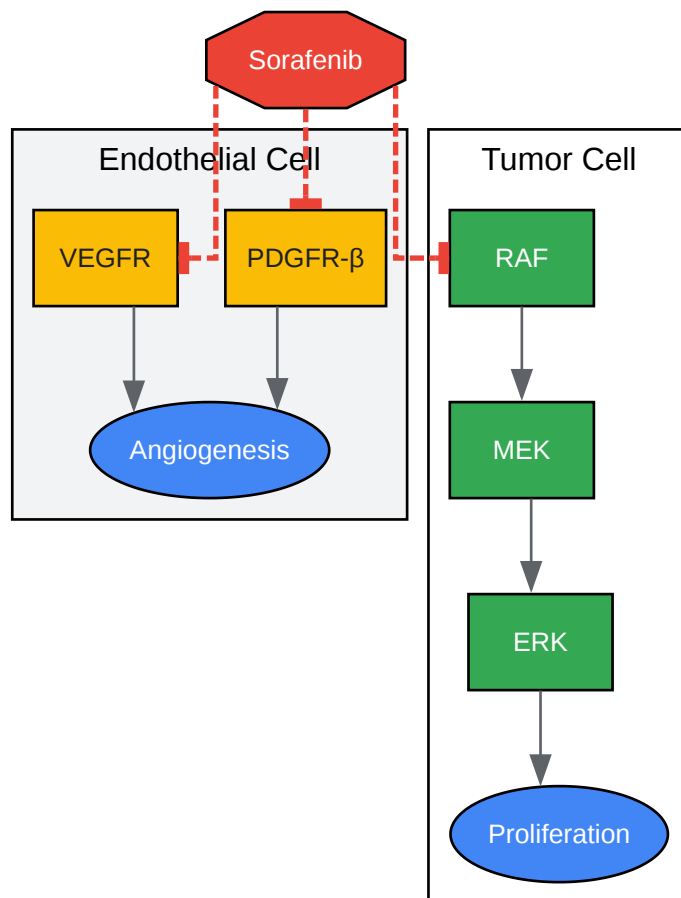 Sorafenib
Endothelial Cell
Tumor Cell
VEGFR
PDGFR-β
RAF
Angiogenesis
MEK
ERK
Proliferation